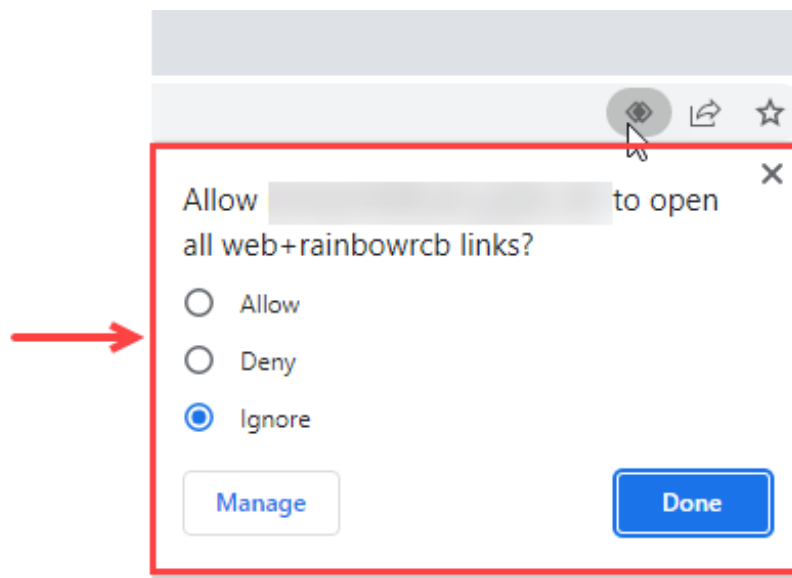 Allow to open
all web+rainbowrcb links?
Allow
Deny
Ignore
Manage
Done